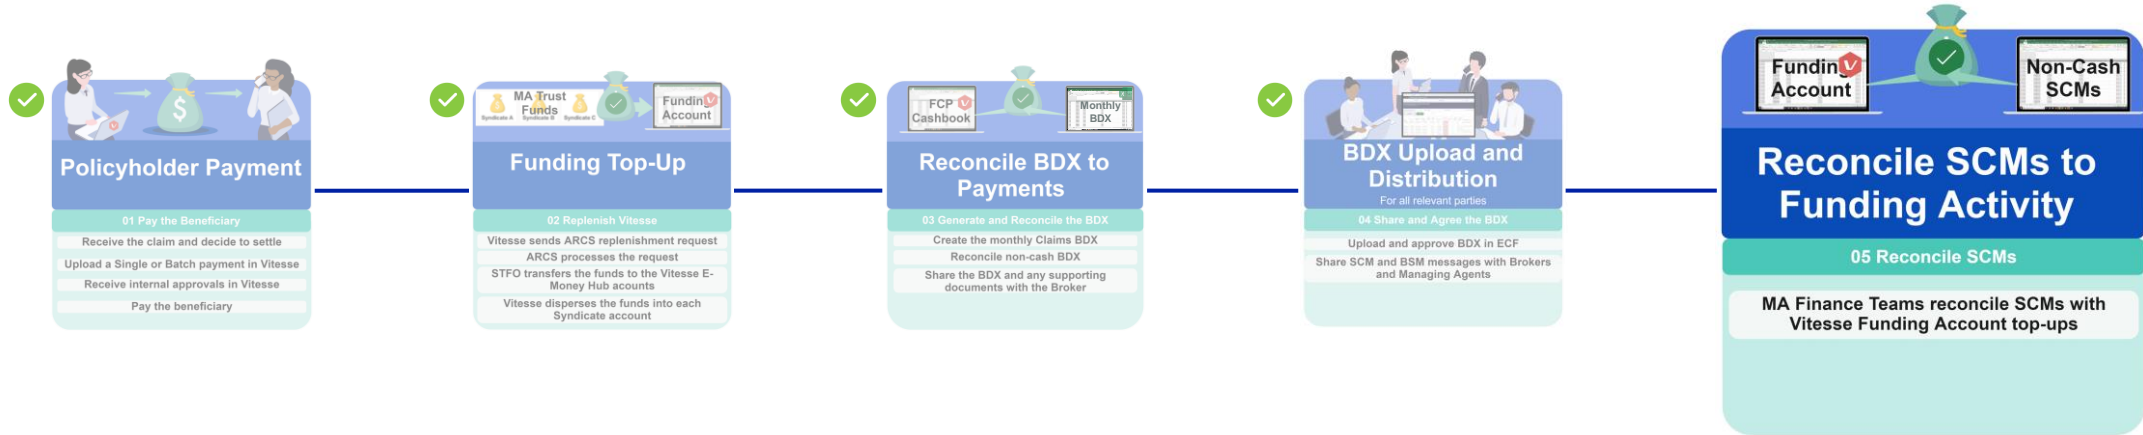 Policyholder Payment
01 Pay the Beneficiary
Receive the claim and decide to settle
Upload a Single or Batch payment in Vitesse
Receive internal approvals in Vitesse
Pay the beneficiary
MA Trust
Funds
Syndicate A Syndicate B Syndicate C
Funding
Account
Funding Top-Up
02 Replenish Vitesse
Vitesse sends ARCS replenishment request
ARCS processes the request
STFO transfers the funds to the Vitesse E-
Money Hub acounts
Vitesse disperses the funds into each
Syndicate account
FCP
Cashbook
Monthly
BDX
Reconcile BDX to
Payments
03 Generate and Reconcile the BDX
Create the monthly Claims BDX
Reconcile non-cash BDX
Share the BDX and any supporting
documents with the Broker
BDX Upload and
Distribution
For all relevant parties
04 Share and Agree the BDX
Upload and approve BDX in ECF
Share SCM and BSM messages with Brokers
and Managing Agents
Funding
Account
Non-Cash
SCMs
Reconcile SCMs to
Funding Activity
05 Reconcile SCMs
MA Finance Teams reconcile SCMs with
Vitesse Funding Account top-ups